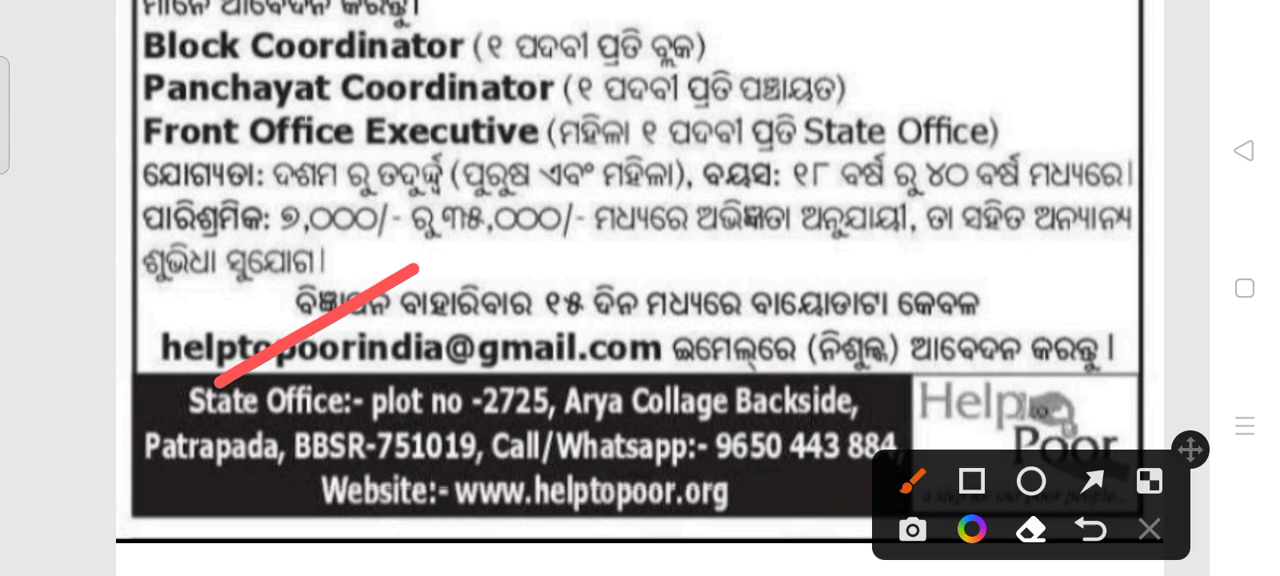 ମାନେ ଆବେଦନ କରନ୍ତୁ।
Block Coordinator (୧ ପଦବୀ ପ୍ରତି ବ୍ଲକ)
Panchayat Coordinator (୧ ପଦବୀ ପ୍ରତି ପଞ୍ଚାୟତ)
Front Office Executive (ମହିଳା ୧ ପଦବୀ ପ୍ରତି State Office)
ଯୋଗ୍ୟତା: ଦଶମ ରୁ ତଦୁର୍ଦ୍ଧ୍ୱ (ପୁରୁଷ ଏବଂ ମହିଳା), ବୟସ: ୧୮ ବର୍ଷ ରୁ ୪୦ ବର୍ଷ ମଧ୍ୟରେ।
ପାରିଶ୍ରମିକ: ୭,୦୦୦/- ରୁ ୩୫,୦୦୦/- ମଧ୍ୟରେ ଅଭିଜ୍ଞତା ଅନୁଯାୟୀ, ତା ସହିତ ଅନ୍ୟାନ୍ୟ
ଶୁଭିଧା ସୁଯୋଗ।
ବିଜ୍ଞାପନ ବାହାରିବାର ୧୫ ଦିନ ମଧ୍ୟରେ ବାୟୋଡାଟା କେବଳ
helptopoorindia@gmail.com ଇମେଲ୍‌ରେ (ନିଶୁଳ୍କ) ଆବେଦନ କରନ୍ତୁ।
State Office:- plot no -2725, Arya Collage Backside,
Patrapada, BBSR-751019, Call/Whatsapp:- 9650 443 884,
Website:- www.helptopoor.org
Help
to
Poor